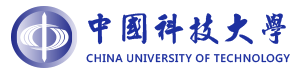 中國科技大學
CHINA UNIVERSITY OF TECHNOLOGY